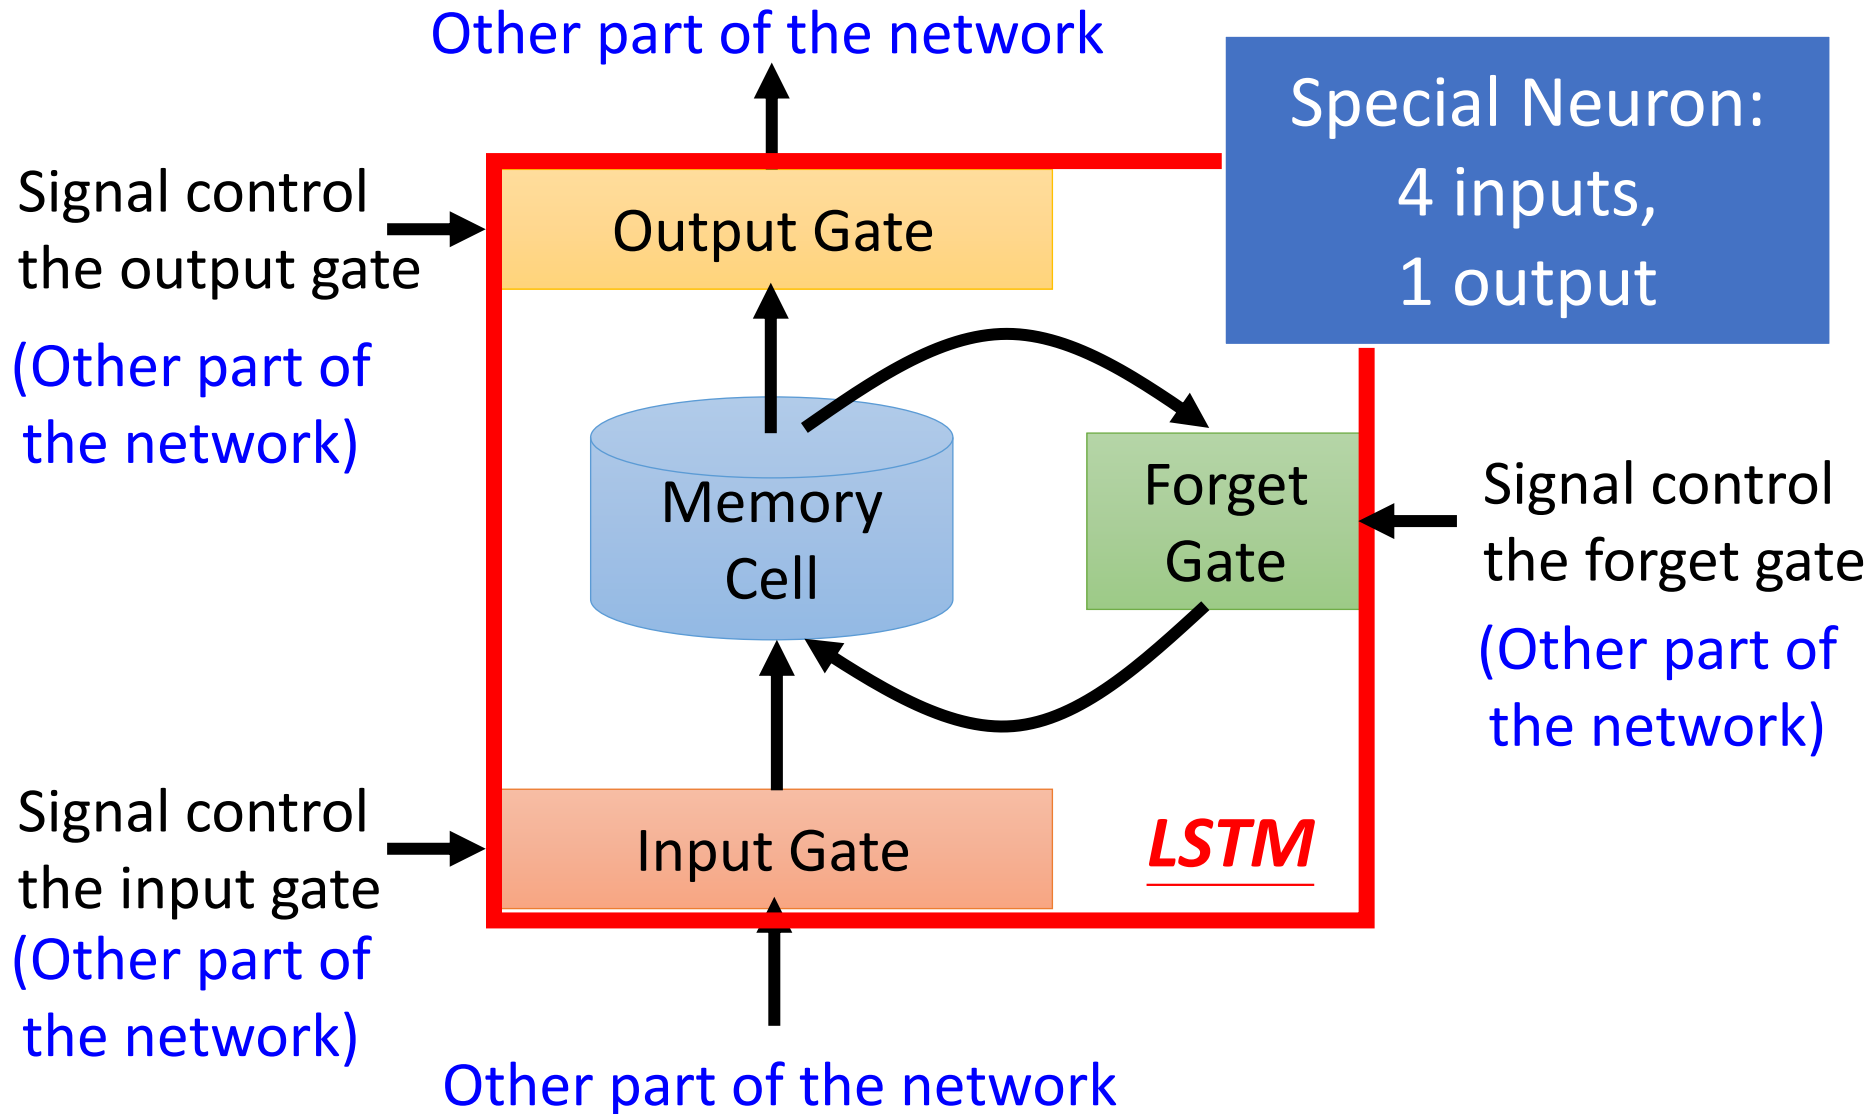 Other part of the network
Special Neuron:
4 inputs,
1 output
Signal control
the output gate
(Other part of
the network)
Output Gate
Memory
Cell
Forget
Gate
Signal control
the forget gate
(Other part of
the network)
Signal control
the input gate
(Other part of
the network)
Input Gate
LSTM
Other part of the network